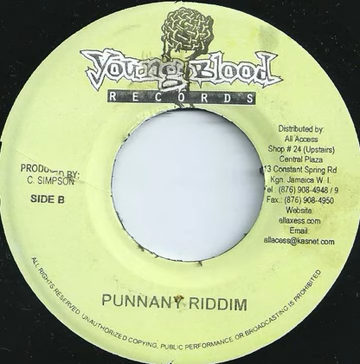 Young Blood
RECORDS
PRODUCED BY:
C. SIMPSON
SIDE B
Distributed by:
All Access
Shop # 24 (Upstairs)
Central Plaza
13 Constant Spring Rd
Kgn. Jamaica W. I.
Tel: (876) 908-4948 / 9
Fax: (876) 908-4950
Website:
allaxess.com
Email:
allacess@kasnet.com
PUNNANY RIDDIM
ALL RIGHTS RESERVED. UNAUTHORIZED COPYING, PUBLIC PERFORMANCE, OR BROADCASTING IS PROHIBITED